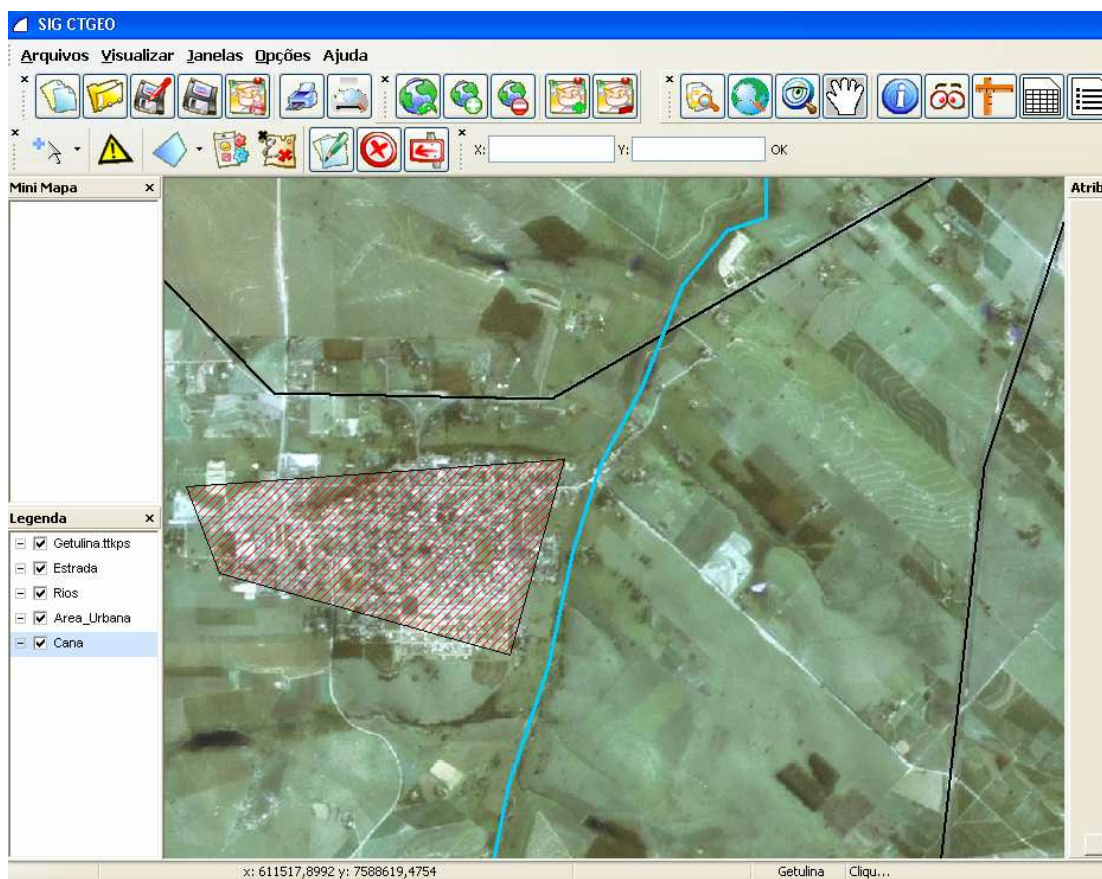 SIG CTGEO
Arquivos Visualizar Janelas Opções Ajuda
X: Y: OK
Mini Mapa
Atrib
Legenda
Getulina.ttkps
Estrada
Rios
Area_Urbana
Cana
x: 611517,8992 y: 7588619,4754 Getulina Cliqu...